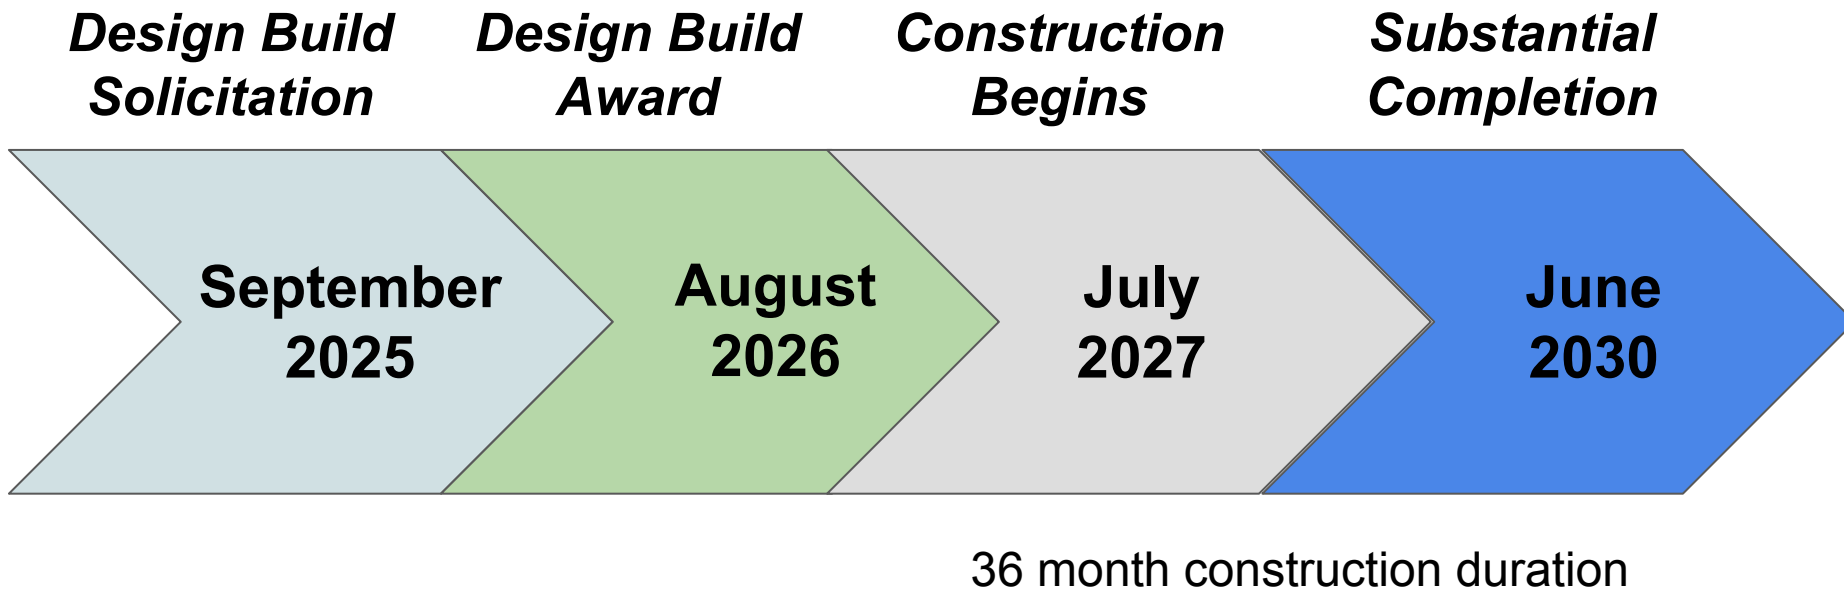 Design Build
Solicitation
Design Build
Award
Construction
Begins
Substantial
Completion
September
2025
August
2026
July
2027
June
2030
36 month construction duration